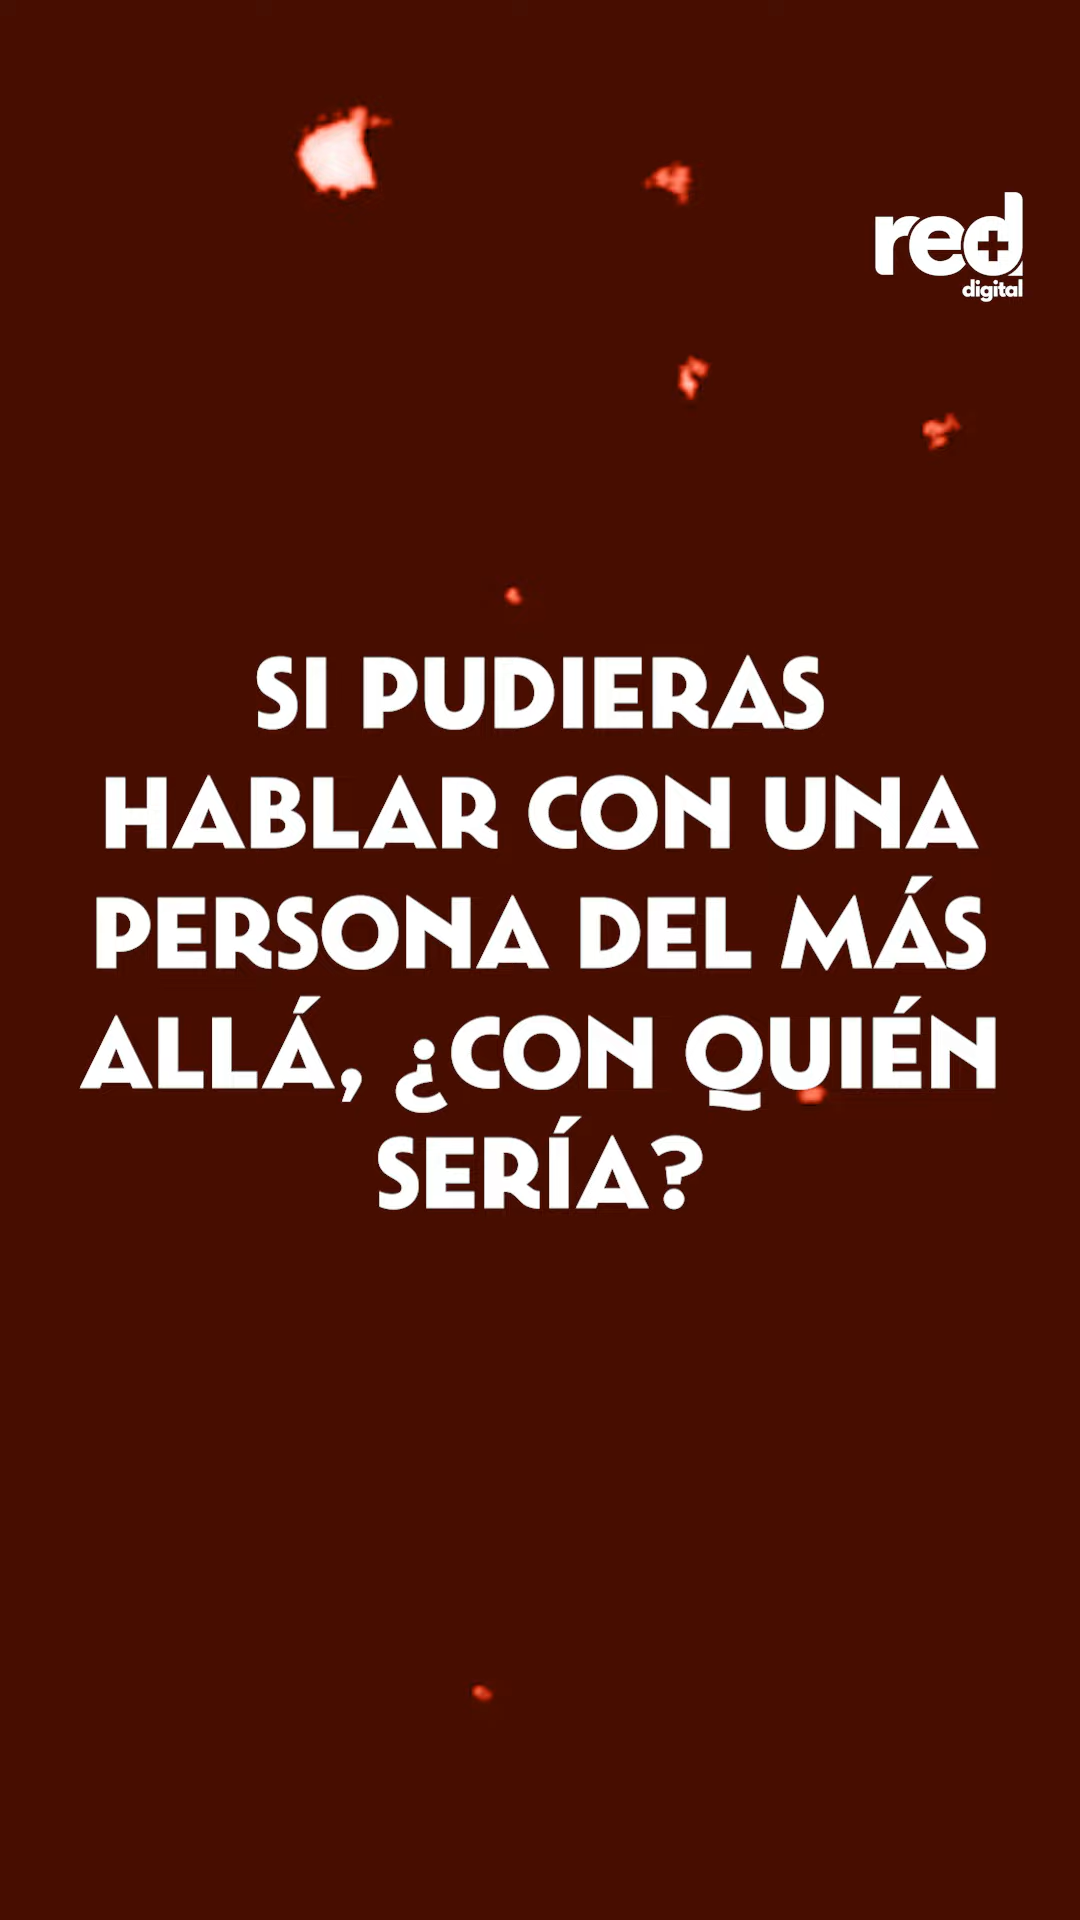 red
digital
SI PUDIERAS
HABLAR CON UNA
PERSONA DEL MÁS
ALLÁ, ¿CON QUIÉN
SERÍA?